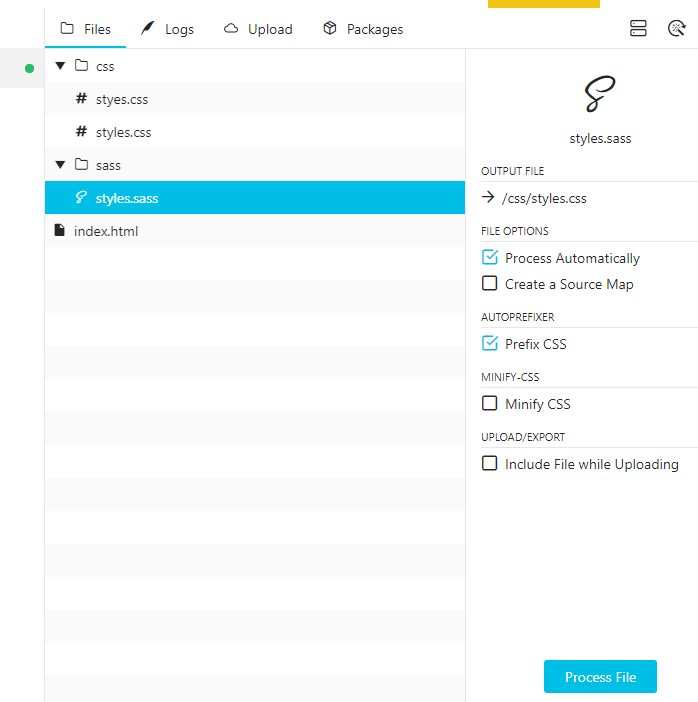 Files Logs Upload Packages
css
styes.css
styles.css
sass
styles.sass
index.html
styles.sass
OUTPUT FILE
/css/styles.css
FILE OPTIONS
Process Automatically
Create a Source Map
AUTOPREFIXER
Prefix CSS
MINIFY-CSS
Minify CSS
UPLOAD/EXPORT
Include File while Uploading
Process File